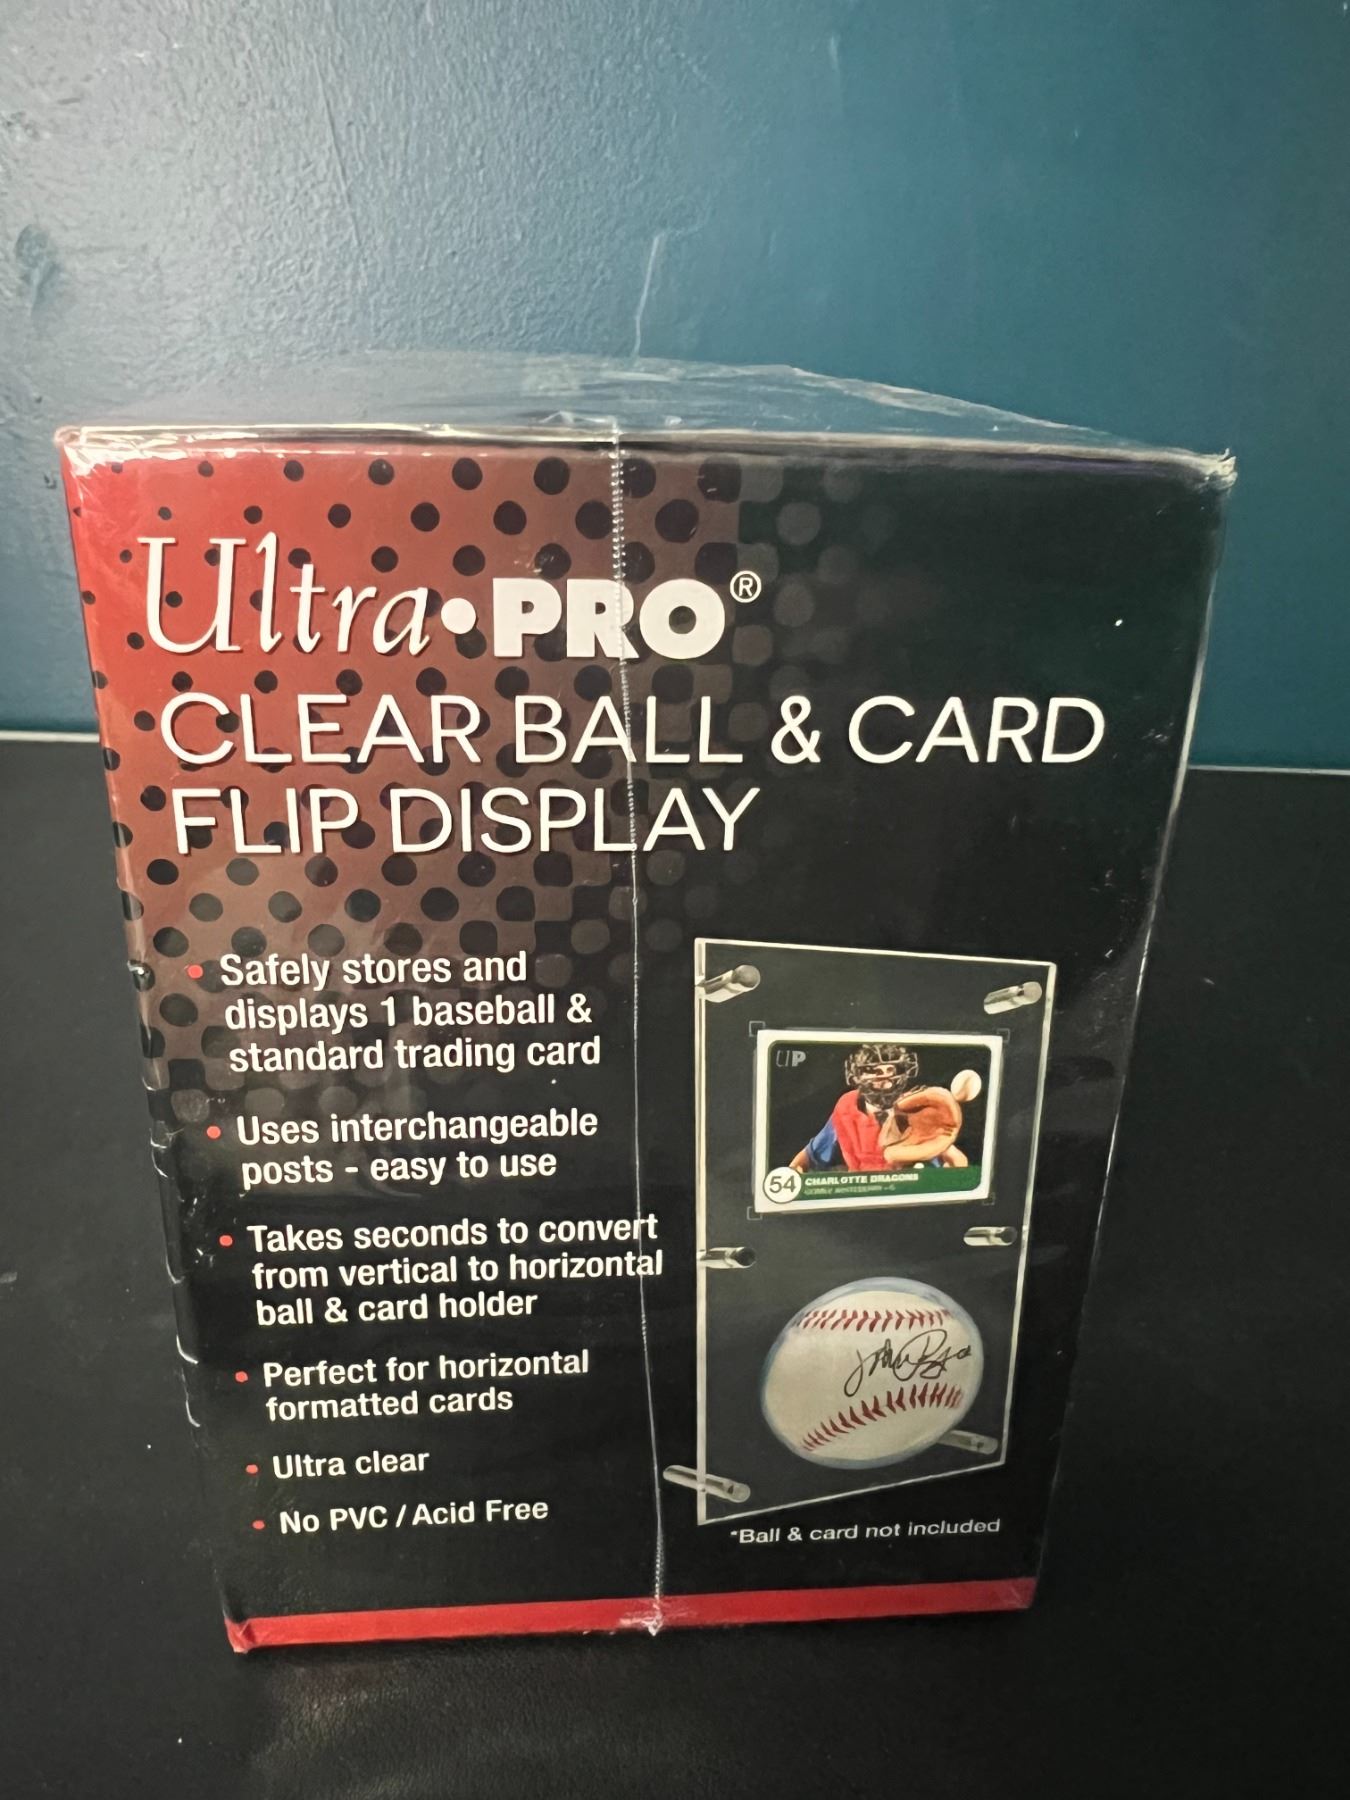 Ultra•PRO®
CLEAR BALL & CARD
FLIP DISPLAY
• Safely stores and
displays 1 baseball &
standard trading card
• Uses interchangeable
posts - easy to use
• Takes seconds to convert
from vertical to horizontal
ball & card holder
• Perfect for horizontal
formatted cards
• Ultra clear
• No PVC / Acid Free
UP
54 CHARLOTTE DRAGONS
*Ball & card not included